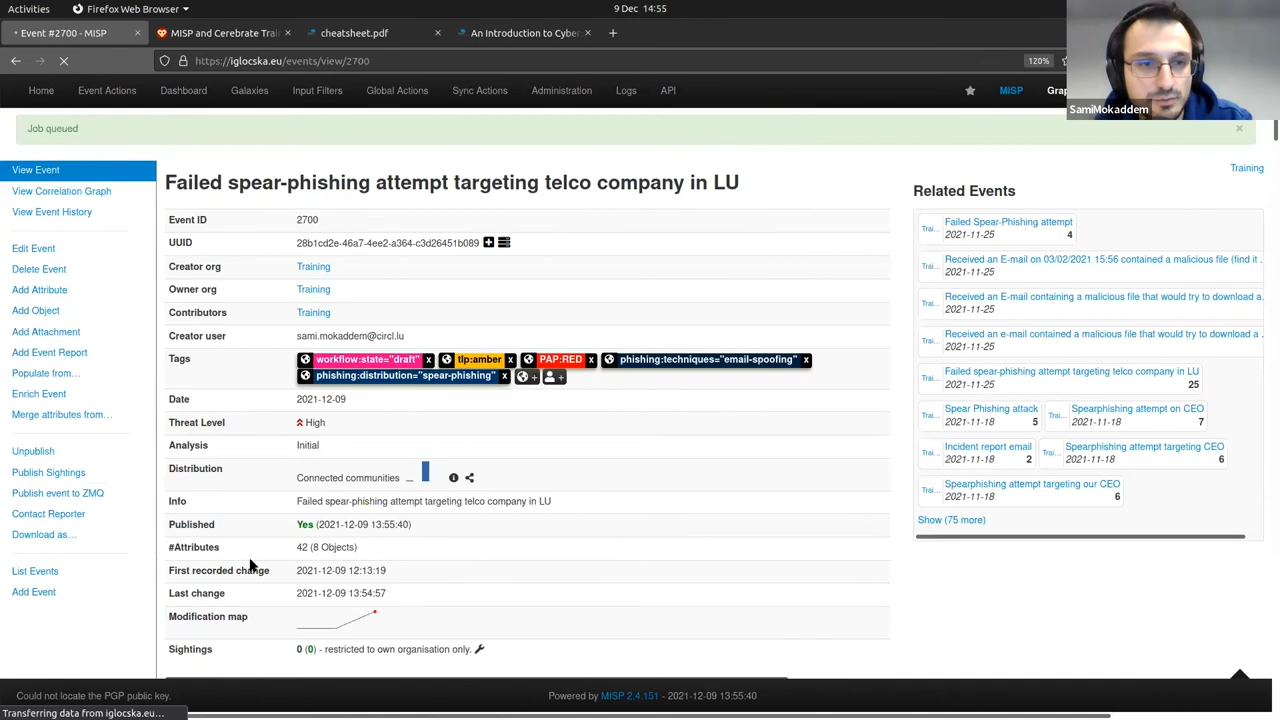 Activities
Firefox Web Browser
9 Dec 14:55
Event #2700 - MISP
MISP and Cerebrate Trai
cheatsheet.pdf
An Introduction to Cyber
https://iglocska.eu/events/view/2700
120%
Home Event Actions Dashboard Galaxies Input Filters Global Actions Sync Actions Administration Logs API
MISP
SamiMokaddem
Job queued
View Event
View Correlation Graph
View Event History
Edit Event
Delete Event
Add Attribute
Add Object
Add Attachment
Add Event Report
Populate from…
Enrich Event
Merge attributes from…
Unpublish
Publish Sightings
Publish event to ZMQ
Contact Reporter
Download as…
List Events
Add Event
Failed spear-phishing attempt targeting telco company in LU
Event ID 2700
UUID 28b1cd2e-46a7-4ee2-a364-c3d26451b089
Creator org Training
Owner org Training
Contributors Training
Creator user sami.mokaddem@circl.lu
Tags workflow:state="draft" x tlp:amber x PAP:RED x phishing:techniques="email-spoofing" x
phishing:distribution="spear-phishing" x + +
Date 2021-12-09
Threat Level High
Analysis Initial
Distribution Connected communities
Info Failed spear-phishing attempt targeting telco company in LU
Published Yes (2021-12-09 13:55:40)
#Attributes 42 (8 Objects)
First recorded change 2021-12-09 12:13:19
Last change 2021-12-09 13:54:57
Modification map
Sightings 0 (0) - restricted to own organisation only.
Training
Related Events
Trai... Failed Spear-Phishing attempt
2021-11-25 4
Trai... Received an E-mail on 03/02/2021 15:56 contained a malicious file (find it .
2021-11-25
Trai... Received an E-mail containing a malicious file that would try to download a.
2021-11-25
Trai... Received an e-mail contained a malicious file that would try to download a .
2021-11-25
Trai... Failed spear-phishing attempt targeting telco company in LU
2021-11-25 25
Trai... Spear Phishing attack
2021-11-18 5
Trai... Spearphishing attempt on CEO
2021-11-18 7
Trai... Incident report email
2021-11-18 2
Trai... Spearphishing attempt targeting CEO
2021-11-18 6
Trai... Spearphishing attempt targeting our CEO
2021-11-18 6
Show (75 more)
Could not locate the PGP public key.
Powered by MISP 2.4.151 - 2021-12-09 13:55:40
Transferring data from iglocska.eu…